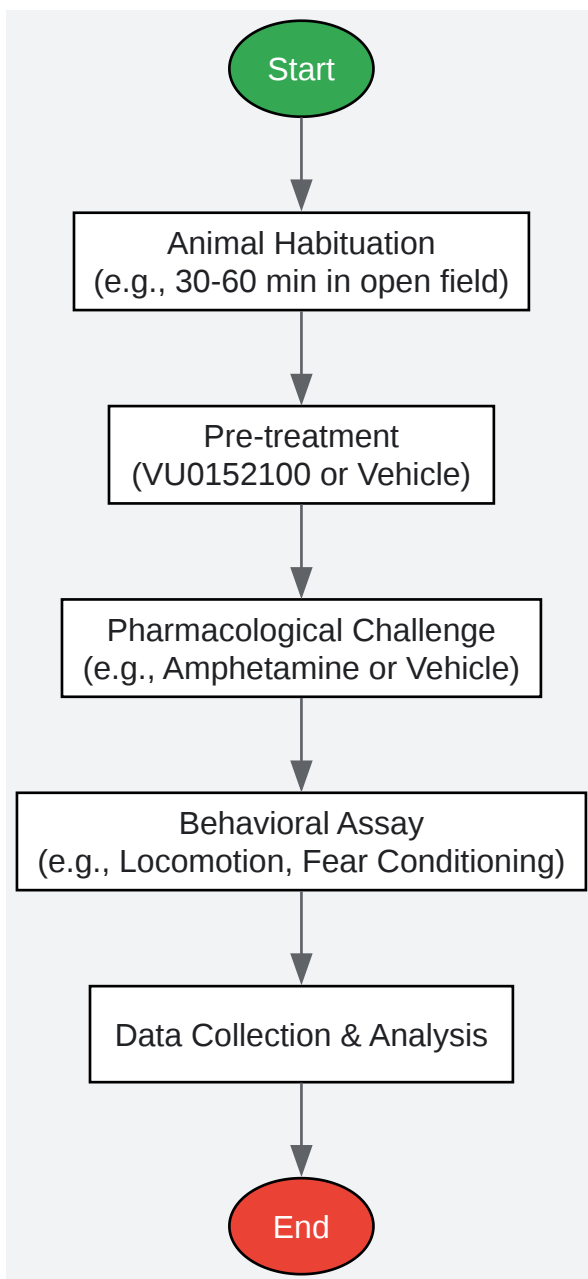 Start
Animal Habituation
(e.g., 30-60 min in open field)
Pre-treatment
(VU0152100 or Vehicle)
Pharmacological Challenge
(e.g., Amphetamine or Vehicle)
Behavioral Assay
(e.g., Locomotion, Fear Conditioning)
Data Collection & Analysis
End